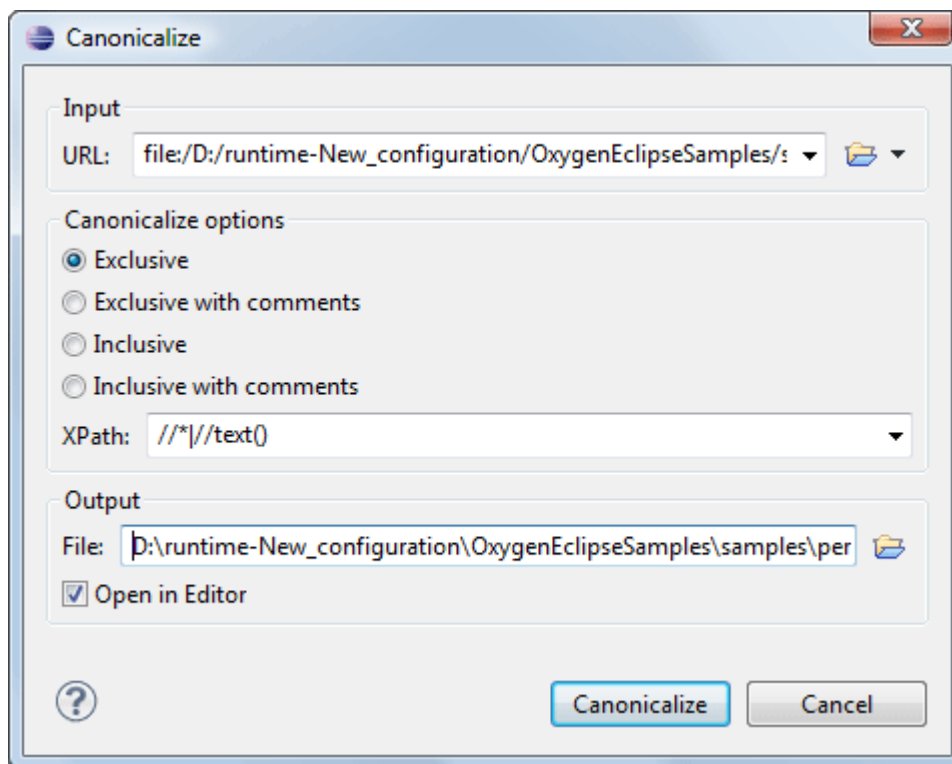 Canonicalize
Input
URL: file:/D:/runtime-New_configuration/OxygenEclipseSamples/s
Canonicalize options
Exclusive
Exclusive with comments
Inclusive
Inclusive with comments
XPath: //*|//text()
Output
File: D:\runtime-New_configuration\OxygenEclipseSamples\samples\per
Open in Editor
? Canonicalize Cancel